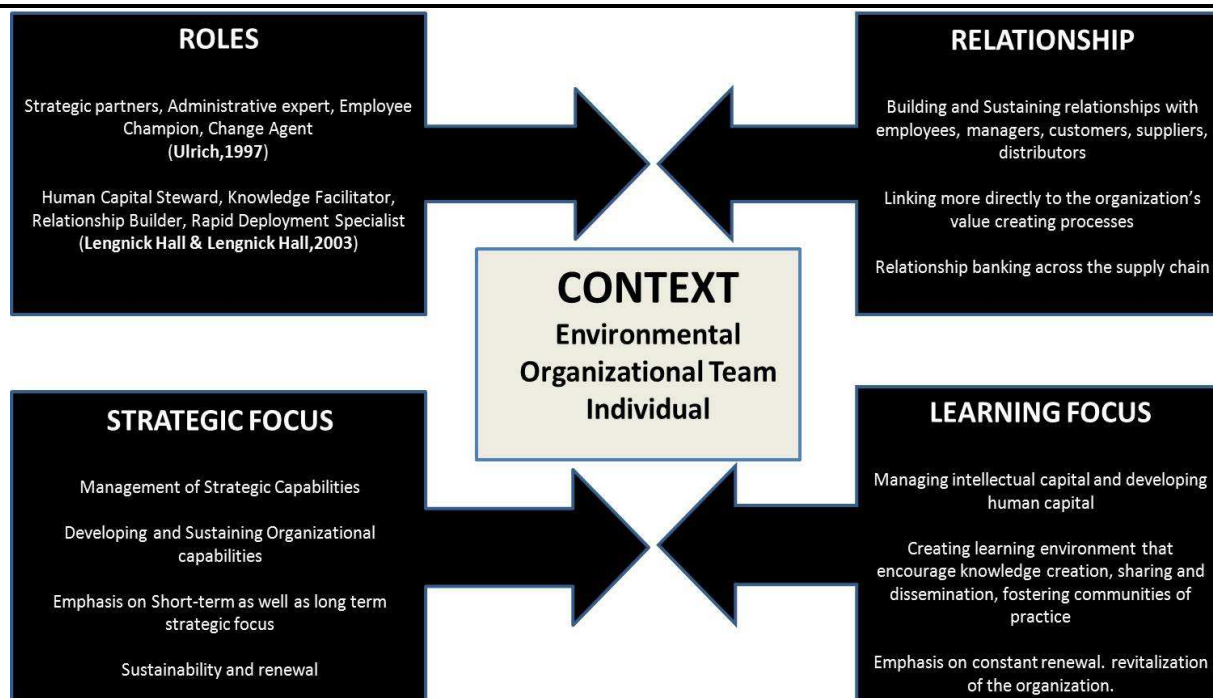 ROLES
Strategic partners, Administrative expert, Employee
Champion, Change Agent
(Ulrich,1997)
Human Capital Steward, Knowledge Facilitator,
Relationship Builder, Rapid Deployment Specialist
(Lengnick Hall & Lengnick Hall,2003)
RELATIONSHIP
Building and Sustaining relationships with
employees, managers, customers, suppliers,
distributors
Linking more directly to the organization’s
value creating processes
Relationship banking across the supply chain
CONTEXT
Environmental
Organizational Team
Individual
STRATEGIC FOCUS
Management of Strategic Capabilities
Developing and Sustaining Organizational
capabilities
Emphasis on Short-term as well as long term
strategic focus
Sustainability and renewal
LEARNING FOCUS
Managing intellectual capital and developing
human capital
Creating learning environment that
encourage knowledge creation, sharing and
dissemination, fostering communities of
practice
Emphasis on constant renewal. revitalization
of the organization.